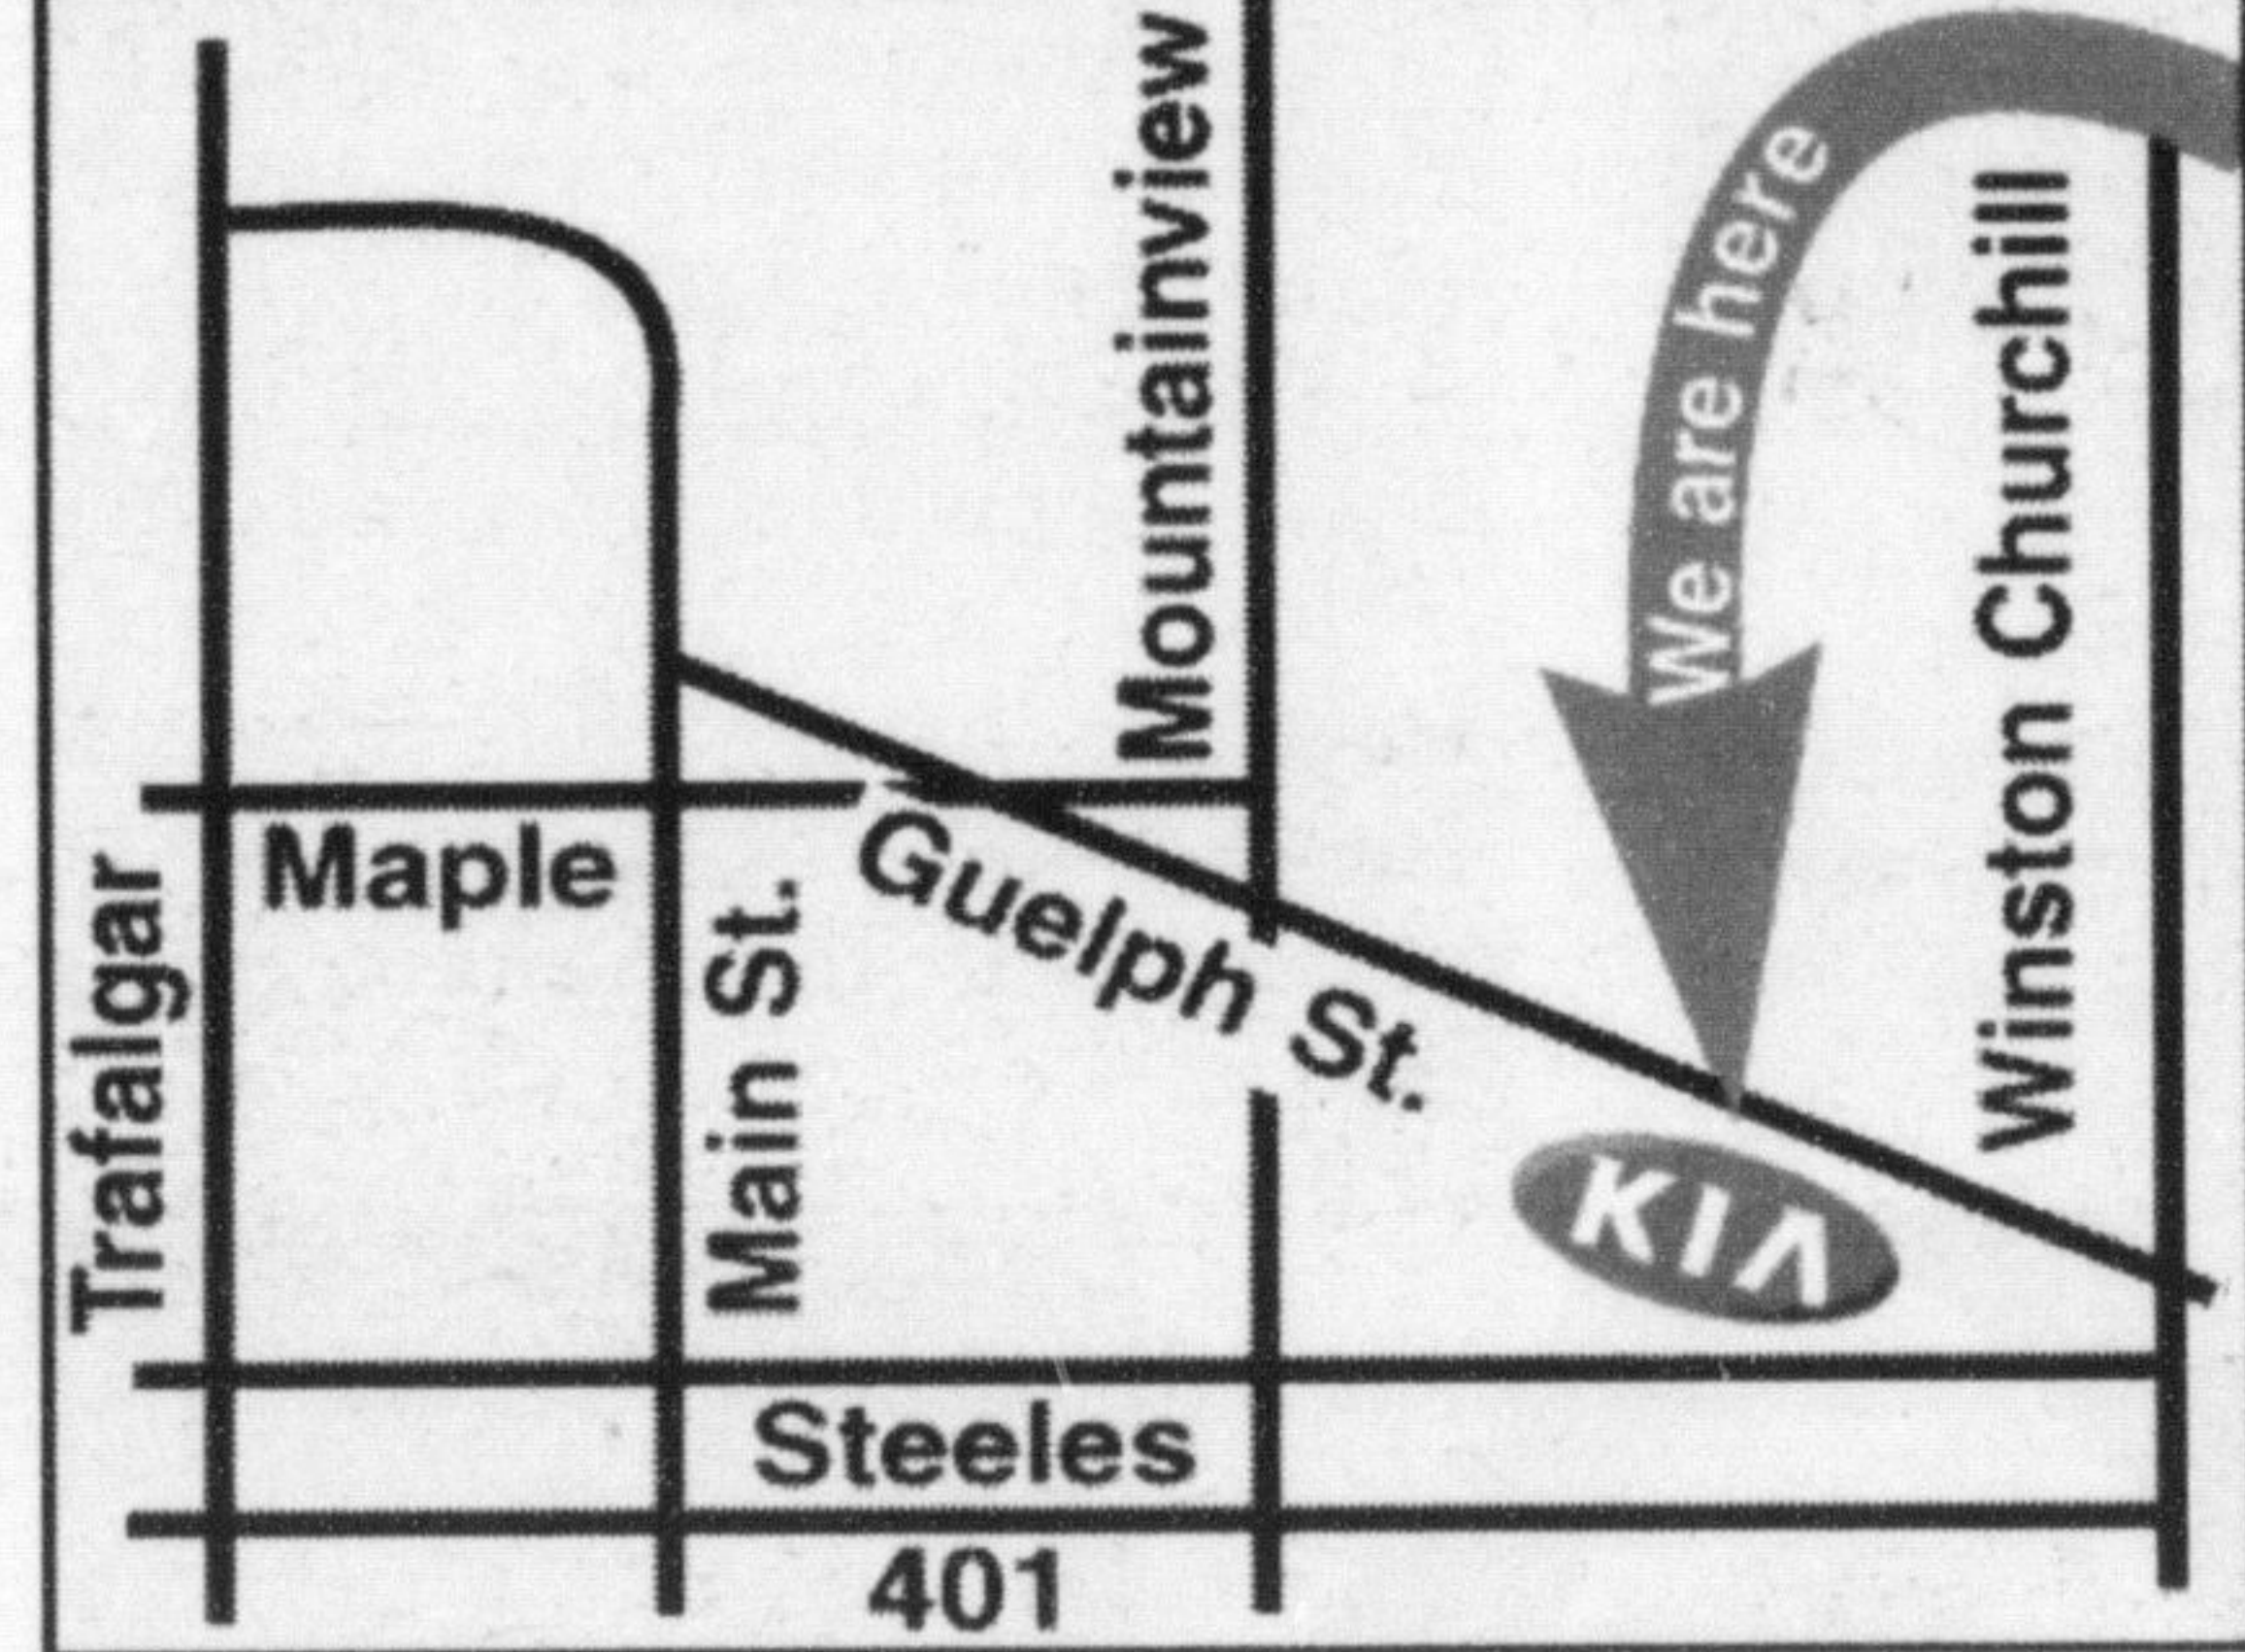 Mountainview
We are here
Winston Churchill
Maple
Guelph St.
Trafalgar
Main St.
KIA
Steeles
401